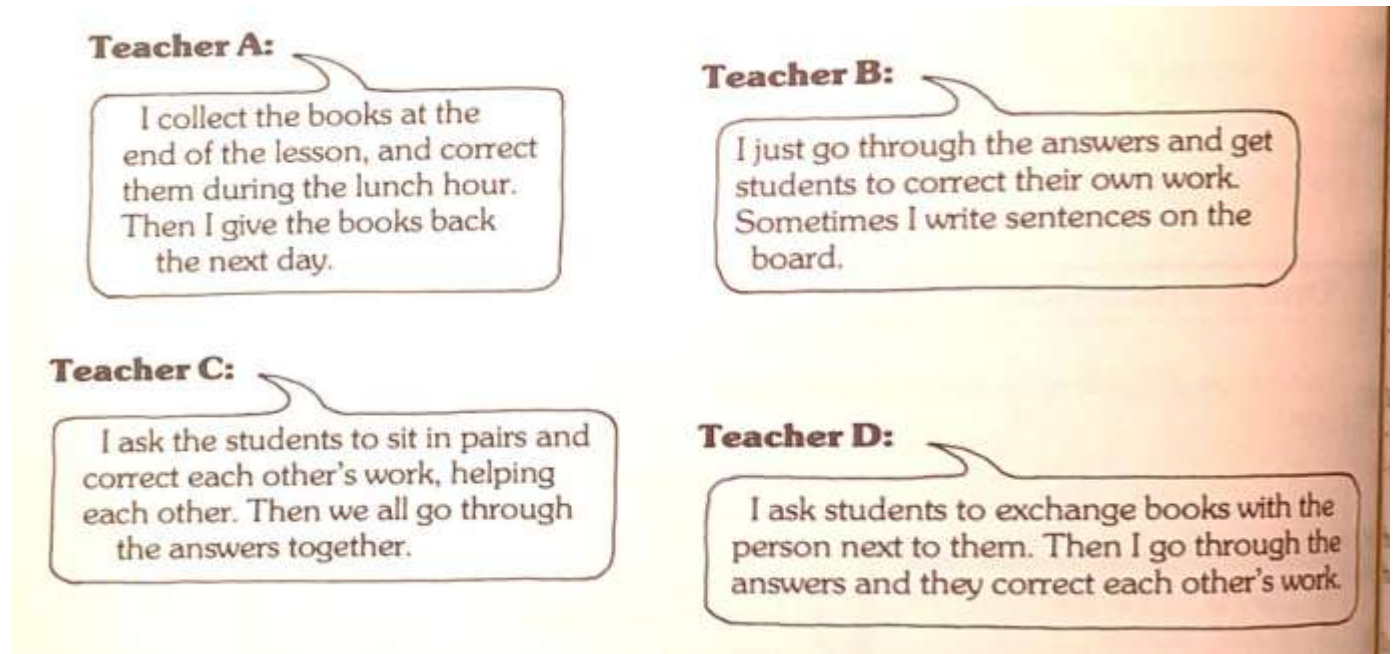 Teacher A:
I collect the books at the
end of the lesson, and correct
them during the lunch hour.
Then I give the books back
the next day.
Teacher B:
I just go through the answers and get
students to correct their own work.
Sometimes I write sentences on the
board.
Teacher C:
I ask the students to sit in pairs and
correct each other's work, helping
each other. Then we all go through
the answers together.
Teacher D:
I ask students to exchange books with the
person next to them. Then I go through the
answers and they correct each other's work.